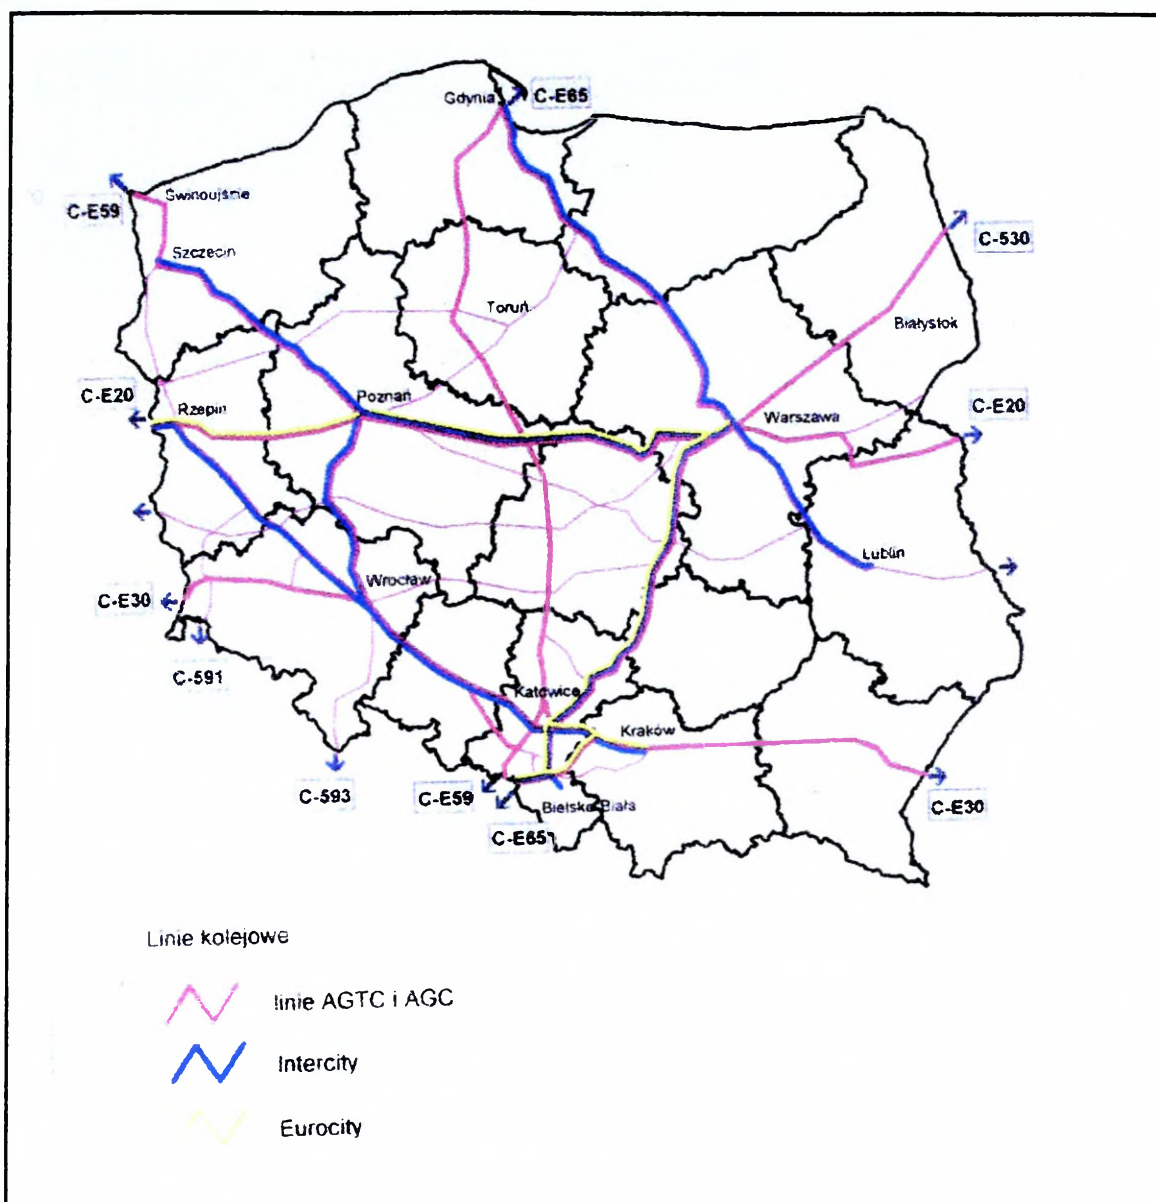 Gdynia
C-E65
Świnoujście
C-E59
C-530
Szczecin
Toruń
Białystok
C-E20
Poznań
Rzepin
Warszawa
C-E20
Lublin
Wrocław
C-E30
C-591
Katowice
Kraków
C-593
C-E59
C-E30
Bielsko-Biała
C-E65
Linie kolejowe
linie AGTC i AGC
Intercity
Eurocity